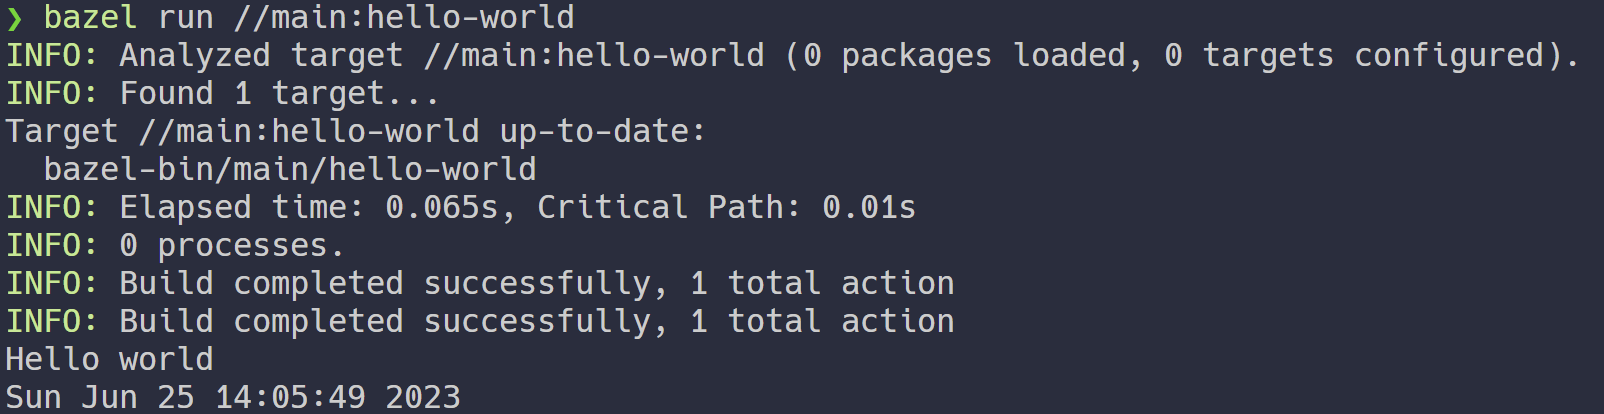 ❯ bazel run //main:hello-world
INFO: Analyzed target //main:hello-world (0 packages loaded, 0 targets configured).
INFO: Found 1 target...
Target //main:hello-world up-to-date:
  bazel-bin/main/hello-world
INFO: Elapsed time: 0.065s, Critical Path: 0.01s
INFO: 0 processes.
INFO: Build completed successfully, 1 total action
INFO: Build completed successfully, 1 total action
Hello world
Sun Jun 25 14:05:49 2023